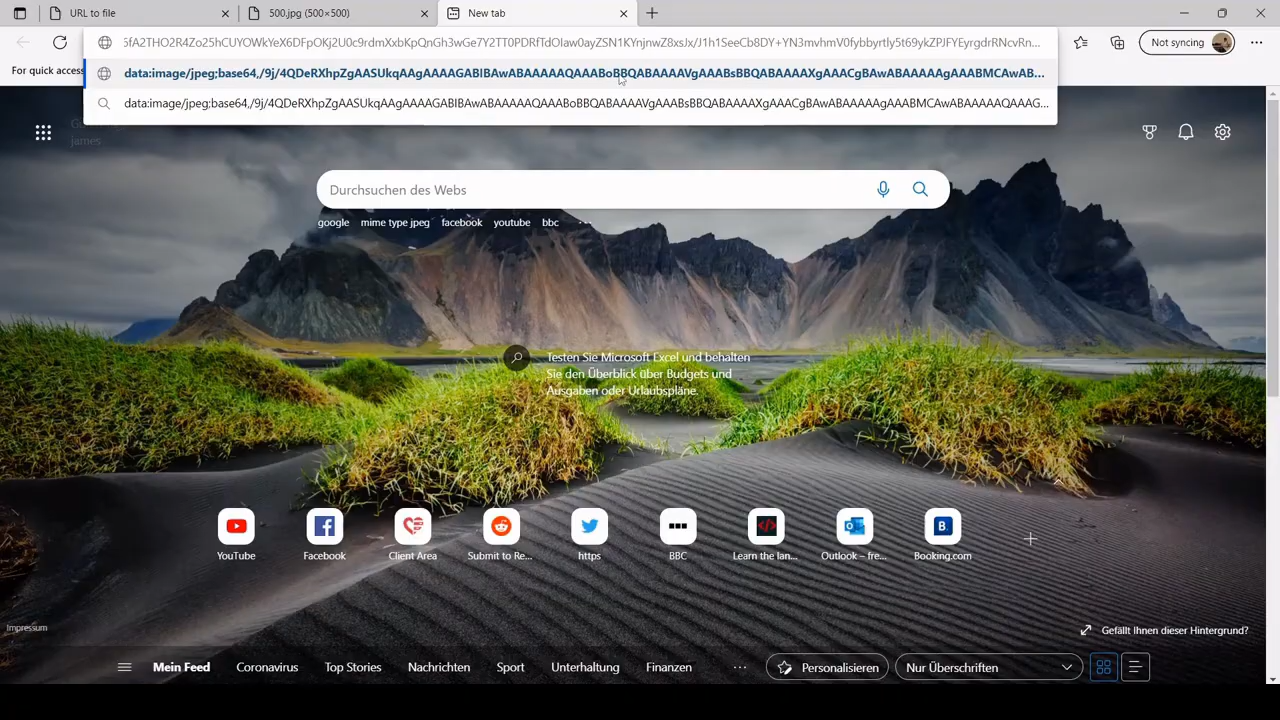 URL to file
500.jpg (500×500)
New tab
Not syncing
For quick access
data:image/jpeg;base64,/9j/4QDeRXhpZgAASUkqAAgAAAAGABIBAwABAAAAAQAAABoBBQABAAAAVgAAABsBBQABAAAAXgAAACgBAwABAAAAAgAAABMCAwAB...
data:image/jpeg;base64,/9j/4QDeRXhpZgAASUkqAAgAAAAGABIBAwABAAAAAQAAABoBBQABAAAAVgAAABsBBQABAAAAXgAAACgBAwABAAAAAgAAABMCAwABAAAAAQAAAG...
james
Durchsuchen des Webs
google mime type jpeg facebook youtube bbc ...
Testen Sie Microsoft Excel und behalten
Sie den Überblick über Budgets und
Ausgaben oder Urlaubspläne.
YouTube Facebook Client Area Submit to Re... https BBC Learn the lan... Outlook – fre... Booking.com
Impressum
Gefällt Ihnen dieser Hintergrund?
Mein Feed Coronavirus Top Stories Nachrichten Sport Unterhaltung Finanzen ... Personalisieren Nur Überschriften